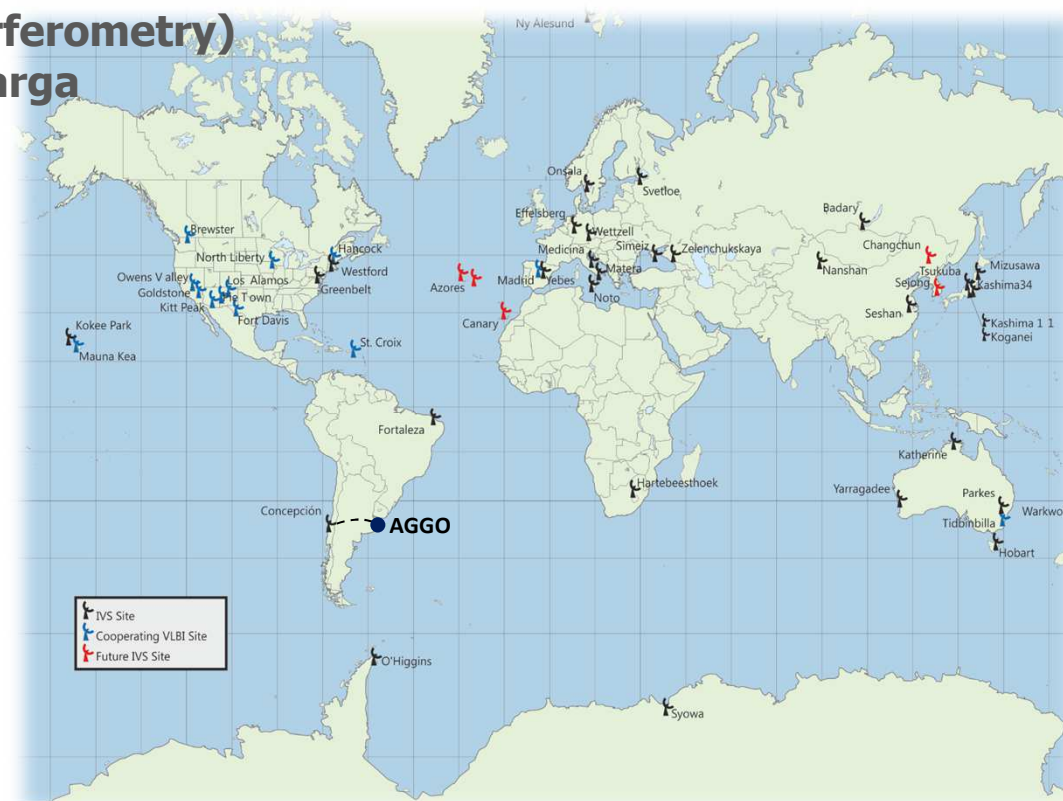 rferometry)
arga
Ny Alesund
Onsala
Svetloe
Badary
Effelsberg
Wettzell
Brewster
Hancock
Medicina
Simeiz
Zelenchukskaya
Changchun
North Liberty
Westford
Nanshan
Tsukuba
Mizusawa
Owens Valley
Los Alamos
Greenbelt
Azores
Madrid
Yebes
Matera
Sejong
Kashima34
Goldstone
Pie Town
Noto
Kitt Peak
Fort Davis
Canary
Seshan
Kashima 1 1
Koganei
Kokee Park
Mauna Kea
St. Croix
Fortaleza
Katherine
Hartebeesthoek
Yarragadee
Parkes
Concepción
AGGO
Tidbinbilla
Warkwo
Hobart
IVS Site
Cooperating VLBI Site
Future IVS Site
O'Higgins
Syowa